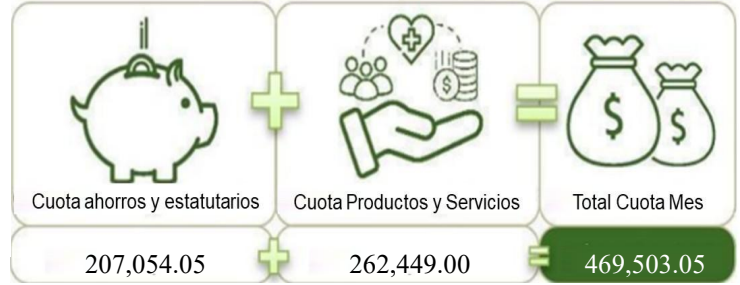 Cuota ahorros y estatutarios
Cuota Productos y Servicios
Total Cuota Mes
207,054.05 + 262,449.00 = 469,503.05